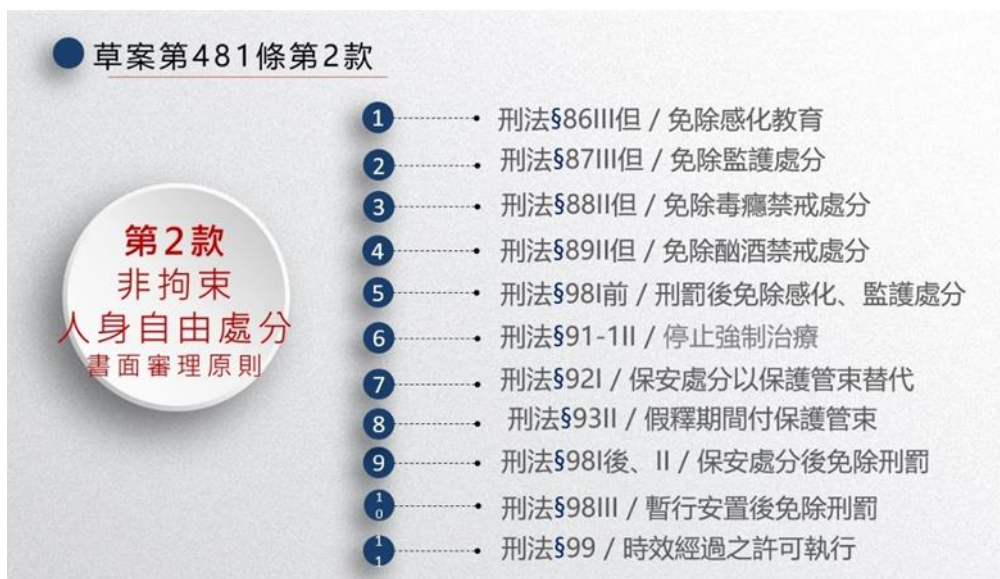 草案第481條第2款
第2款
非拘束
人身自由處分
書面審理原則
1 刑法§86III但 / 免除感化教育
2 刑法§87III但 / 免除監護處分
3 刑法§88II但 / 免除毒癮禁戒處分
4 刑法§89II但 / 免除酗酒禁戒處分
5 刑法§98I前 / 刑罰後免除感化、監護處分
6 刑法§91-1II / 停止強制治療
7 刑法§92I / 保安處分以保護管束替代
8 刑法§93II / 假釋期間付保護管束
9 刑法§98I後、II / 保安處分後免除刑罰
10 刑法§98III / 暫行安置後免除刑罰
11 刑法§99 / 時效經過之許可執行